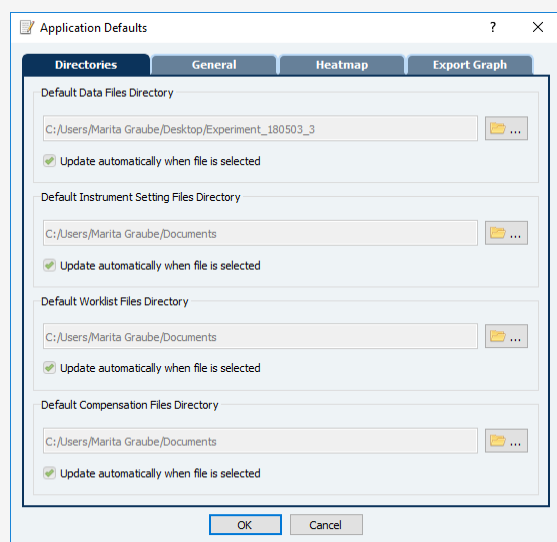 Application Defaults
?
Directories
General
Heatmap
Export Graph
Default Data Files Directory
C:/Users/Marita Graube/Desktop/Experiment_180503_3
...
Update automatically when file is selected
Default Instrument Setting Files Directory
C:/Users/Marita Graube/Documents
...
Update automatically when file is selected
Default Worklist Files Directory
C:/Users/Marita Graube/Documents
...
Update automatically when file is selected
Default Compensation Files Directory
C:/Users/Marita Graube/Documents
...
Update automatically when file is selected
OK
Cancel